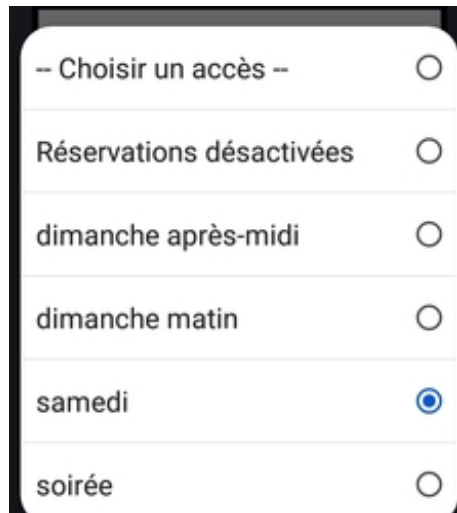 -- Choisir un accès --
Réservations désactivées
dimanche après-midi
dimanche matin
samedi
soirée